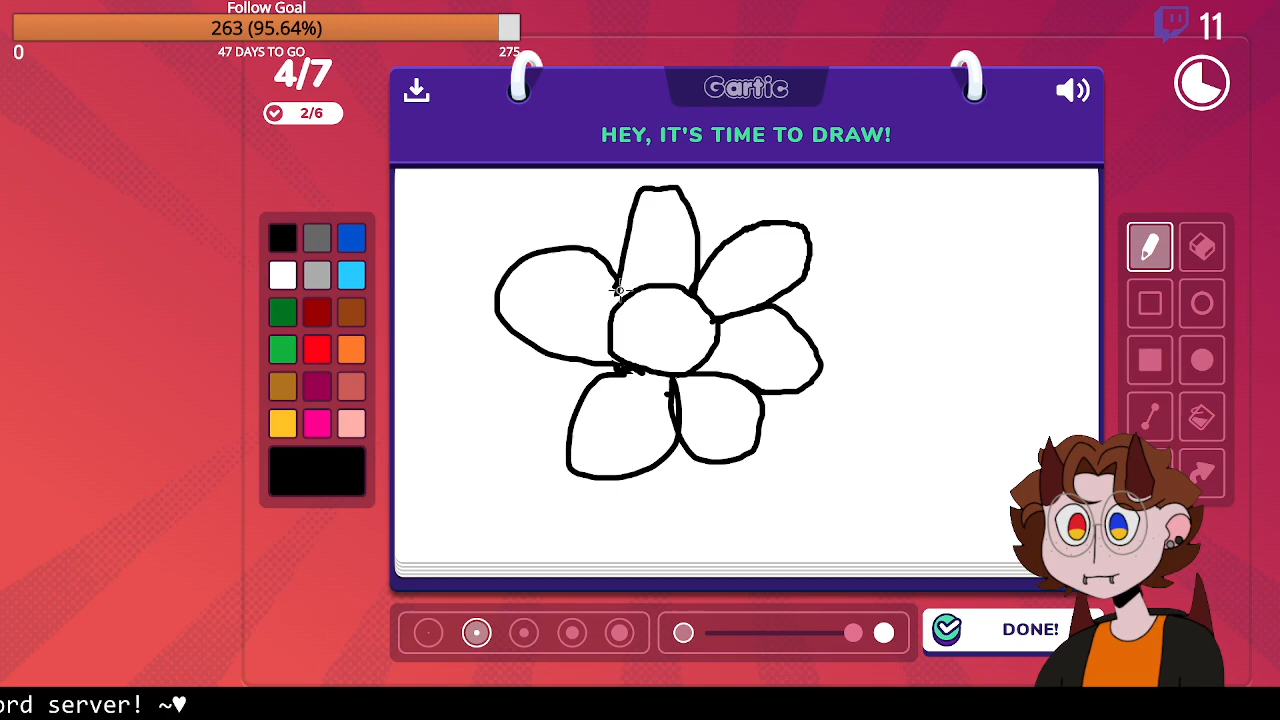 Follow Goal
263 (95.64%)
0
47 DAYS TO GO
275
11
4/7
2/6
Gartic
HEY, IT'S TIME TO DRAW!
DONE!
ord server! ~♥